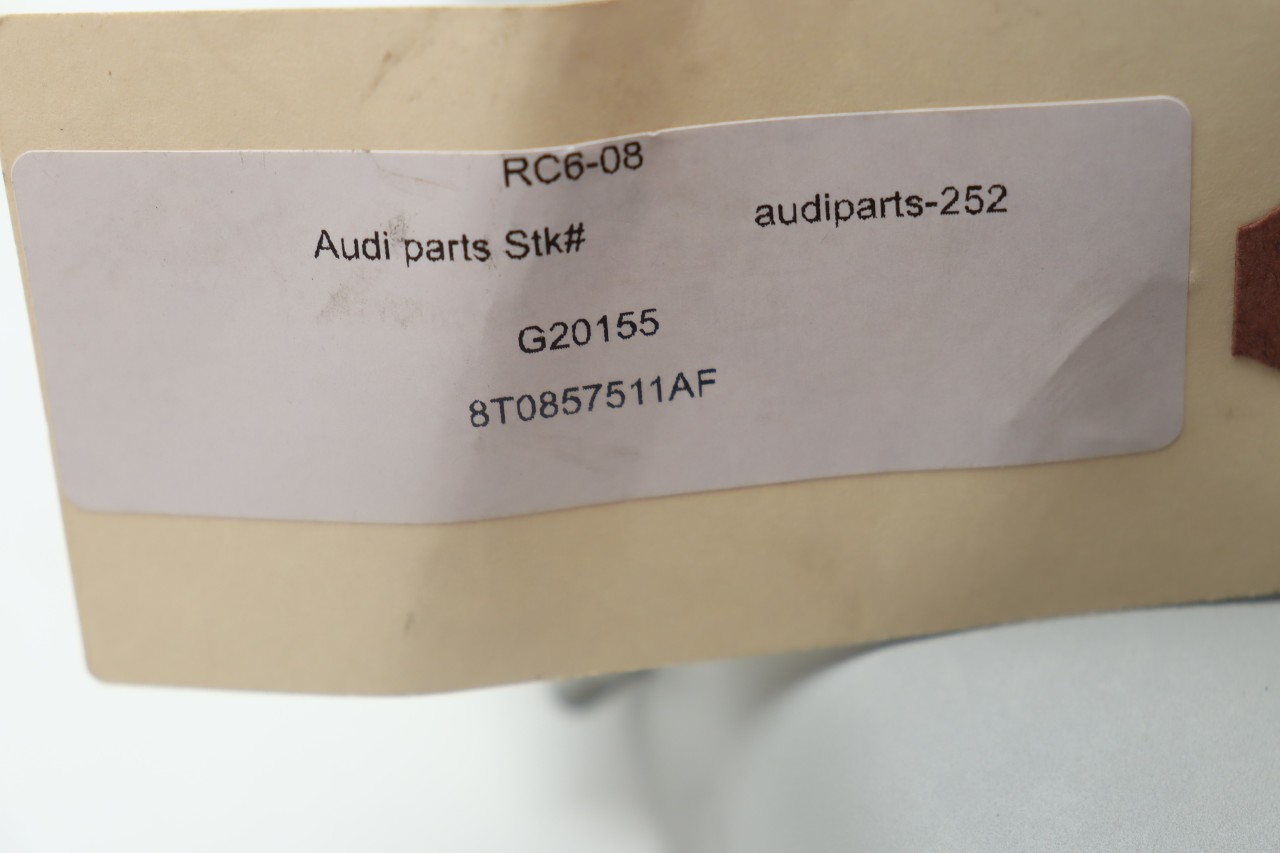 RC6-08
Audi parts Stk# audiparts-252
G20155
8T0857511AF